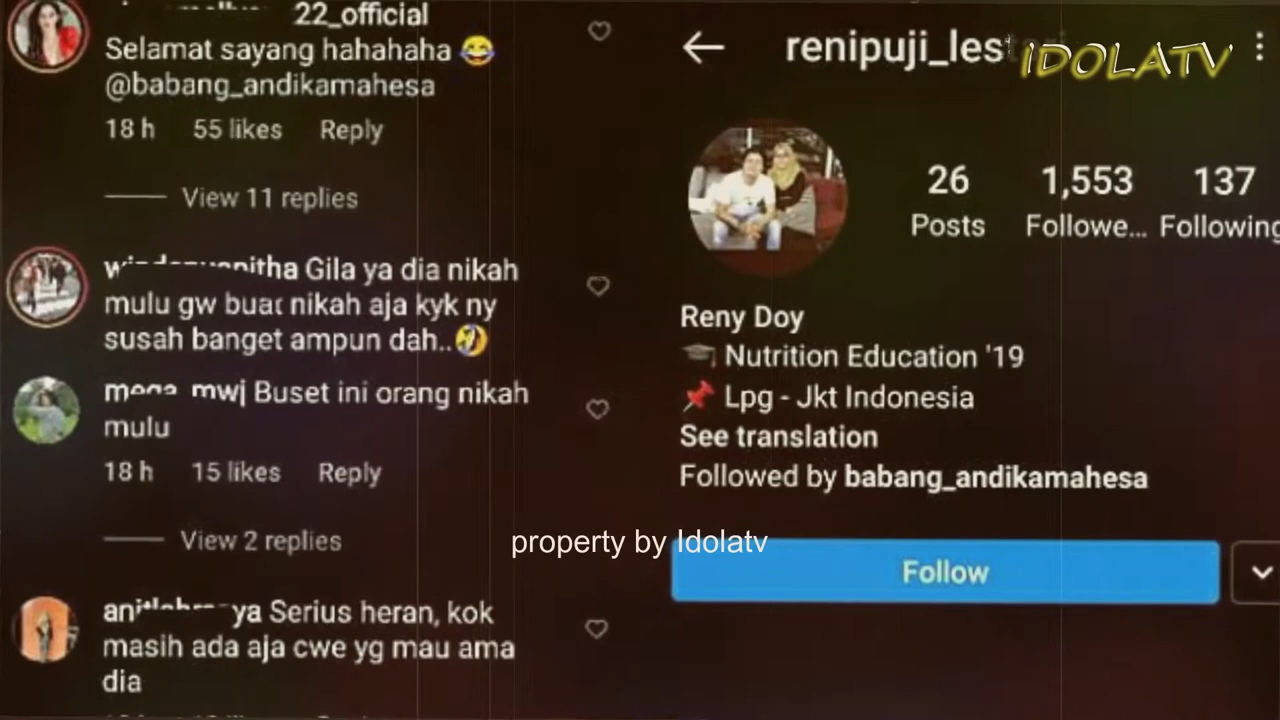 22_official
Selamat sayang hahahaha 😂
@babang_andikamahesa
18 h 55 likes Reply
View 11 replies
Gila ya dia nikah
mulu gw buat nikah aja kyk ny
susah banget ampun dah..🤣
mwj Buset ini orang nikah
mulu
18 h 15 likes Reply
View 2 replies
ya Serius heran, kok
masih ada aja cwe yg mau ama
dia
renipuji_les
IDOLATV
26 1,553 137
Posts Followe... Following
Reny Doy
🎓 Nutrition Education '19
📌 Lpg - Jkt Indonesia
See translation
Followed by babang_andikamahesa
property by Idolatv
Follow